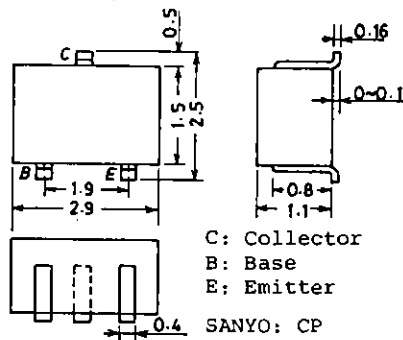 C
0.5
0.16
1.5
2.5
0~0.1
B
E
1.9
2.9
0.8
1.1
C: Collector
B: Base
E: Emitter
0.4
SANYO: CP